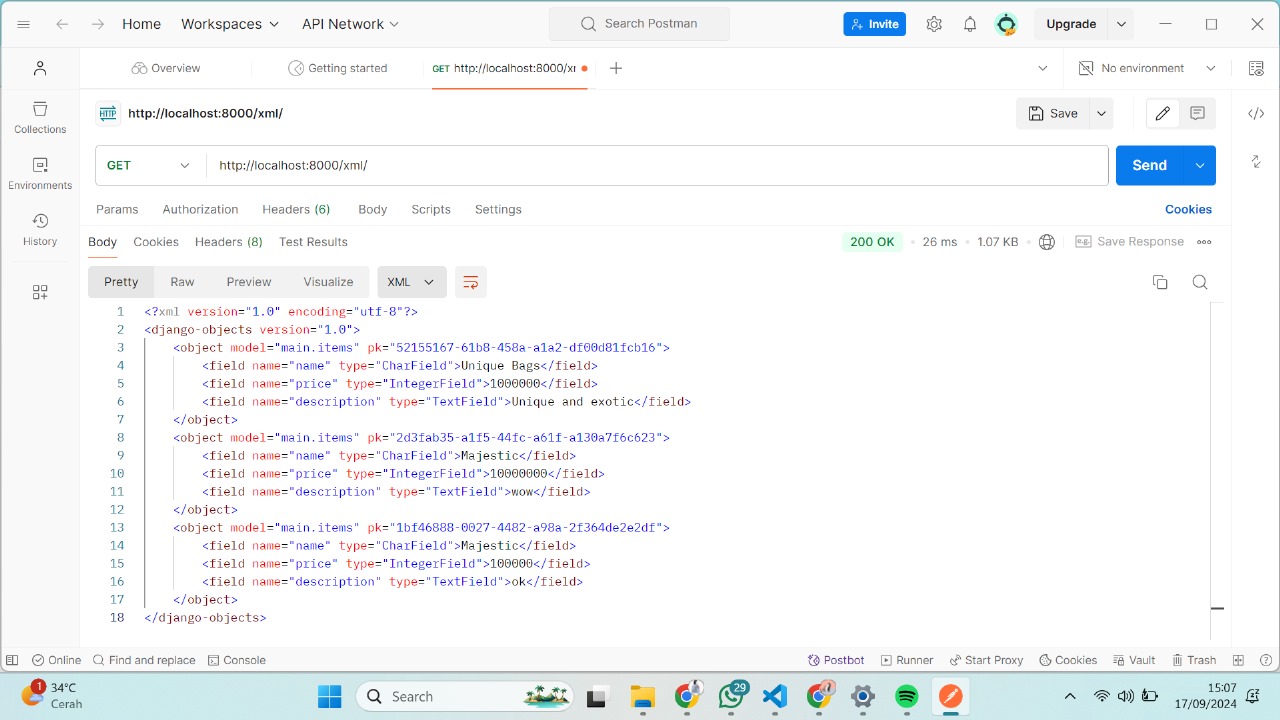 Home Workspaces API Network Search Postman Invite Upgrade
Overview Getting started GET http://localhost:8000/xı No environment
HTTP http://localhost:8000/xml/ Save
Collections
GET http://localhost:8000/xml/ Send
Environments
Params Authorization Headers (6) Body Scripts Settings Cookies
History
Body Cookies Headers (8) Test Results 200 OK 26 ms 1.07 KB e.g. Save Response
Pretty Raw Preview Visualize XML
1 <?xml version="1.0" encoding="utf-8"?>
2 <django-objects version="1.0">
3 <object model="main.items" pk="52155167-61b8-458a-a1a2-df00d81fcb16">
4 <field name="name" type="CharField">Unique Bags</field>
5 <field name="price" type="IntegerField">1000000</field>
6 <field name="description" type="TextField">Unique and exotic</field>
7 </object>
8 <object model="main.items" pk="2d3fab35-a1f5-44fc-a61f-a130a7f6c623">
9 <field name="name" type="CharField">Majestic</field>
10 <field name="price" type="IntegerField">10000000</field>
11 <field name="description" type="TextField">wow</field>
12 </object>
13 <object model="main.items" pk="1bf46888-0027-4482-a98a-2f364de2e2df">
14 <field name="name" type="CharField">Majestic</field>
15 <field name="price" type="IntegerField">100000</field>
16 <field name="description" type="TextField">ok</field>
17 </object>
18 </django-objects>
Online Find and replace Console Postbot Runner Start Proxy Cookies Vault Trash
1 34°C Search 29 15:07
Cerah 17/09/2024